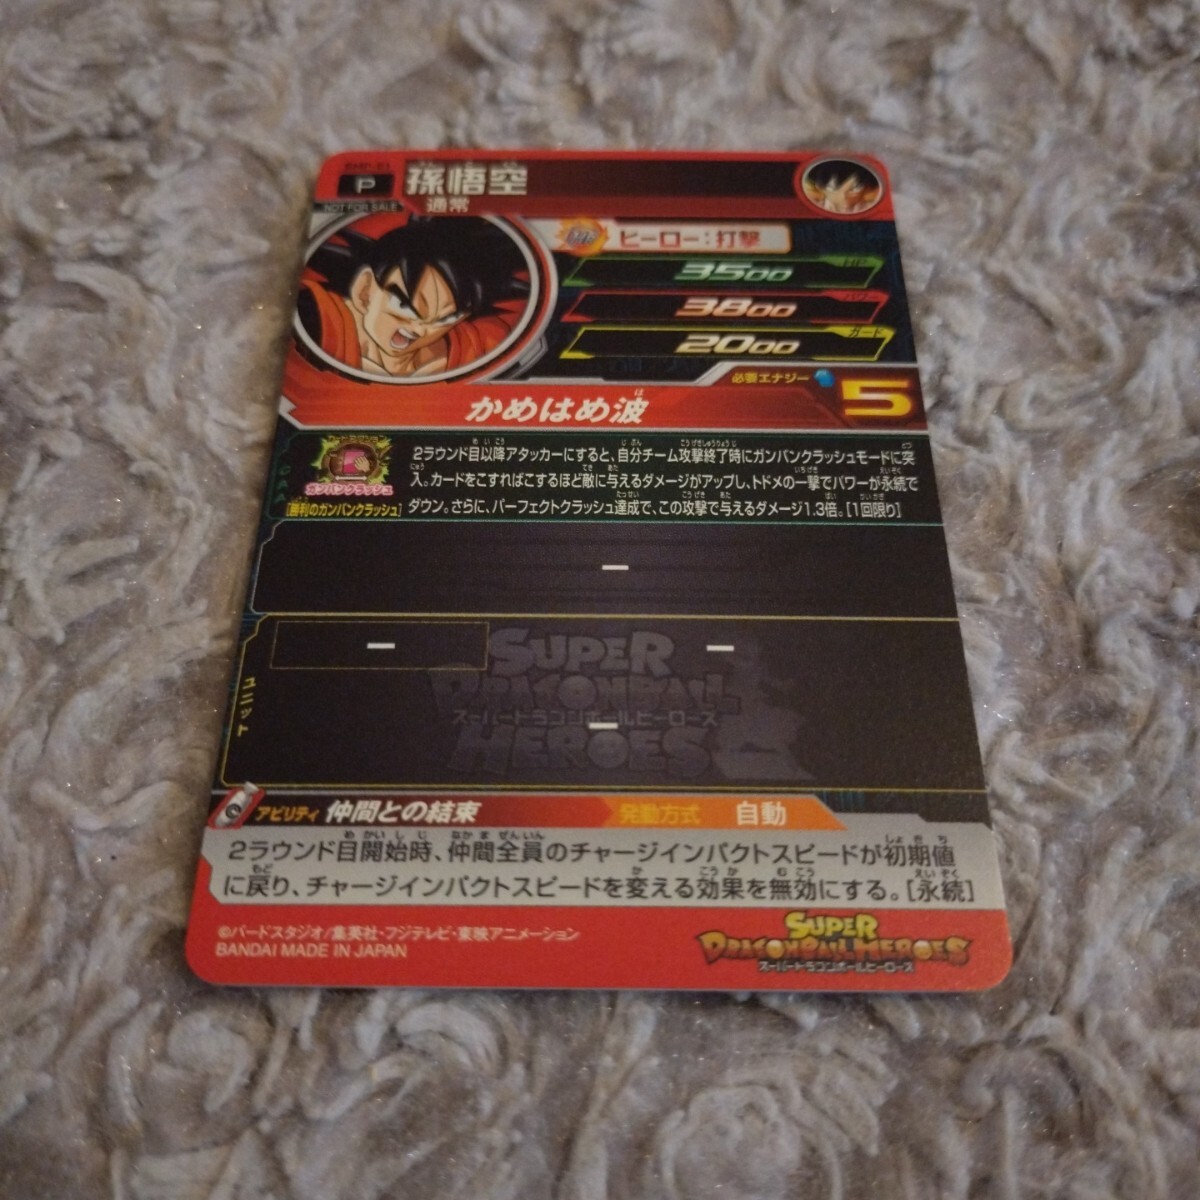 P
孫悟空
NOT FOR SALE
通常
ヒーロー:打撃
HP
3500
パワー
3800
ガード
2000
必要エナジー
5
かめはめ波
CAA
ガンバンクラッシュ
[勝利のガンバンクラッシュ]
2ラウンド目以降アタッカーにすると、自分チーム攻撃終了時にガンバンクラッシュモードに突
入。カードをこすればこするほど敵に与えるダメージがアップし、トドメの一撃でパワーが永続で
ダウン。さらに、パーフェクトクラッシュ達成で、この攻撃で与えるダメージ1.3倍。[1回限り]
ー
ユニット
ー
ー
ー
SUPER
DRAGONBALL
スーパードラゴンボールヒーローズ
HEROES
アビリティ 仲間との結束
発動方式 自動
2ラウンド目開始時、仲間全員のチャージインパクトスピードが初期値
に戻り、チャージインパクトスピードを変える効果を無効にする。[永続]
©バードスタジオ/集英社・フジテレビ・東映アニメーション
BANDAI MADE IN JAPAN
SUPER
DRAGONBALL HEROES
スーパードラゴンボールヒーローズ